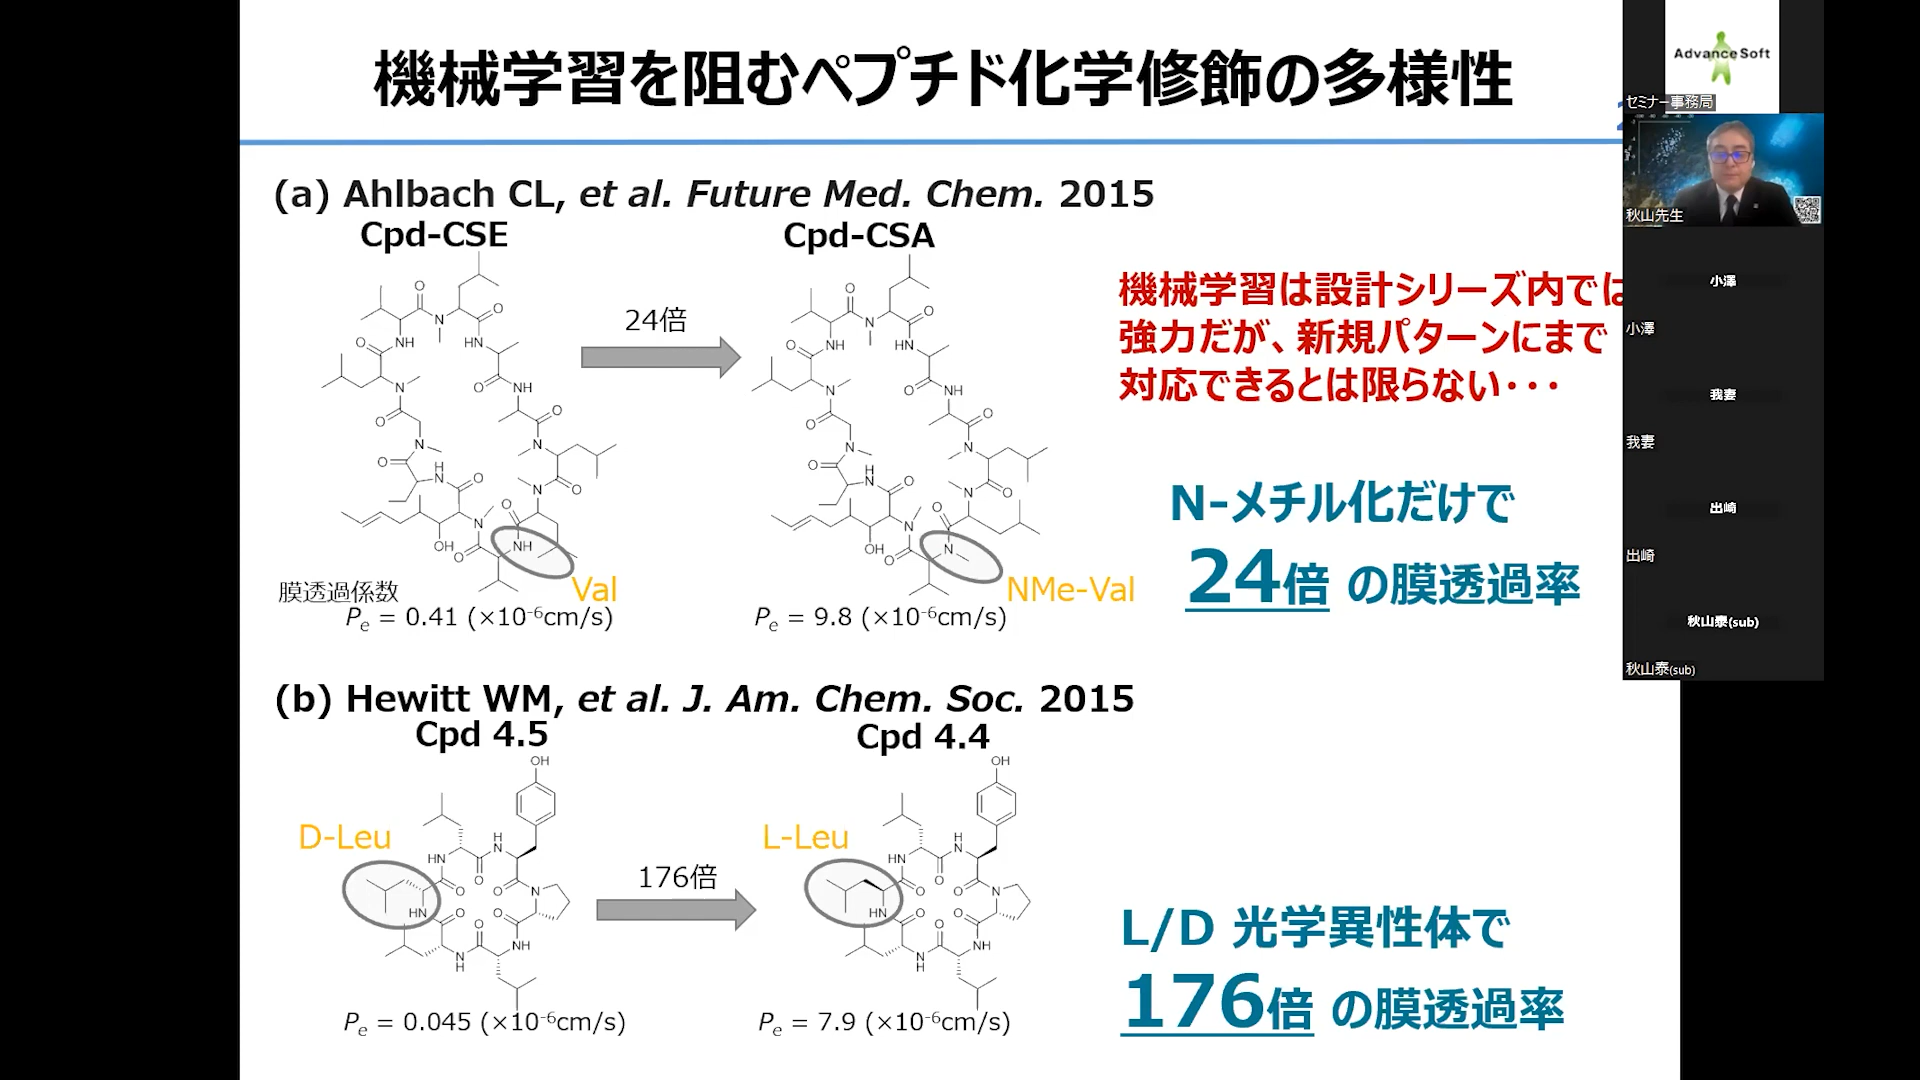 機械学習を阻むペプチド化学修飾の多様性
(a) Ahlbach CL, et al. Future Med. Chem. 2015
Cpd-CSE
Cpd-CSA
24倍
機械学習は設計シリーズ内では
強力だが、新規パターンにまで
対応できるとは限らない・・・
N-メチル化だけで
24倍 の膜透過率
Val
NMe-Val
膜透過係数
Pe = 0.41 (×10-6cm/s)
Pe = 9.8 (×10-6cm/s)
(b) Hewitt WM, et al. J. Am. Chem. Soc. 2015
Cpd 4.5
Cpd 4.4
D-Leu
L-Leu
176倍
L/D 光学異性体で
176倍 の膜透過率
Pe = 0.045 (×10-6cm/s)
Pe = 7.9 (×10-6cm/s)
AdvanceSoft
セミナー事務局
秋山先生
小澤
小澤
我妻
我妻
出崎
出崎
秋山泰(sub)
秋山泰(sub)